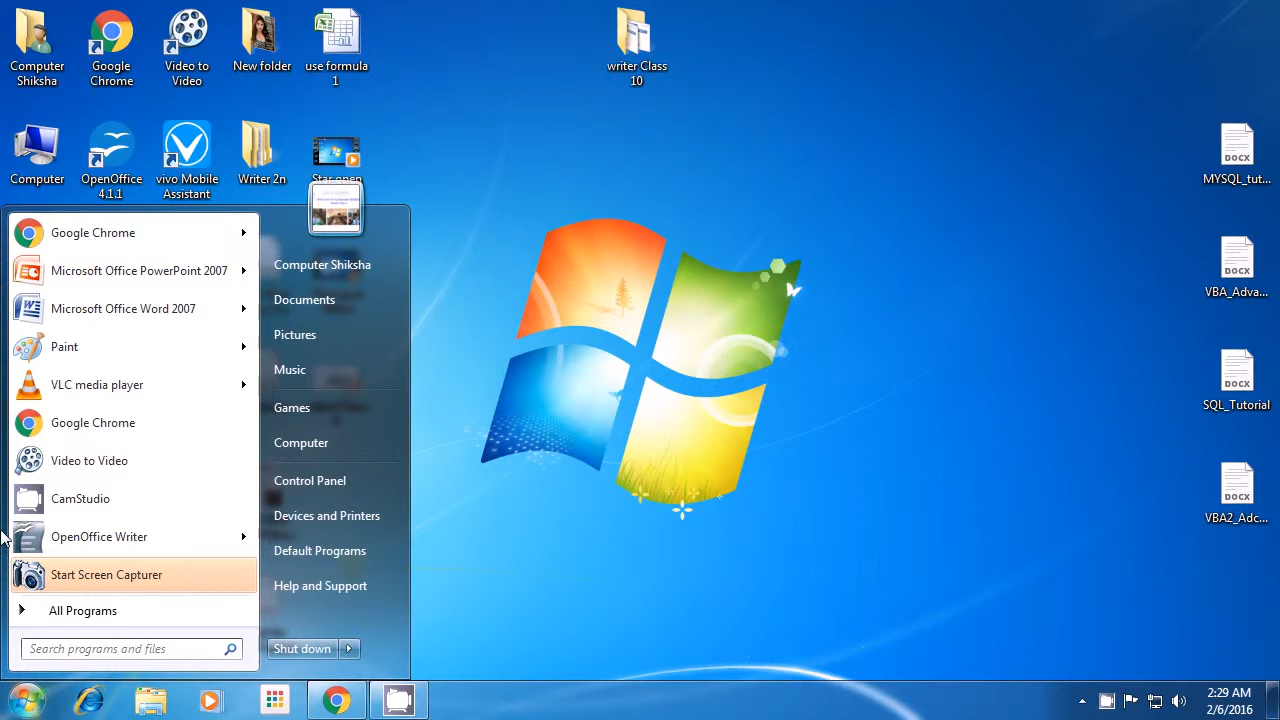 Computer
Shiksha
Google
Chrome
Video to
Video
New folder
use formula
1
writer Class
10
Computer
OpenOffice
4.1.1
vivo Mobile
Assistant
Writer 2n
MYSQL_tut...
VBA_Adva...
SQL_Tutorial
VBA2_Adc...
DOCX
DOCX
DOCX
DOCX
Google Chrome
Microsoft Office PowerPoint 2007
Microsoft Office Word 2007
Paint
VLC media player
Google Chrome
Video to Video
CamStudio
OpenOffice Writer
Start Screen Capturer
All Programs
Search programs and files
Computer Shiksha
Documents
Pictures
Music
Games
Computer
Control Panel
Devices and Printers
Default Programs
Help and Support
Shut down
2:29 AM
2/6/2016